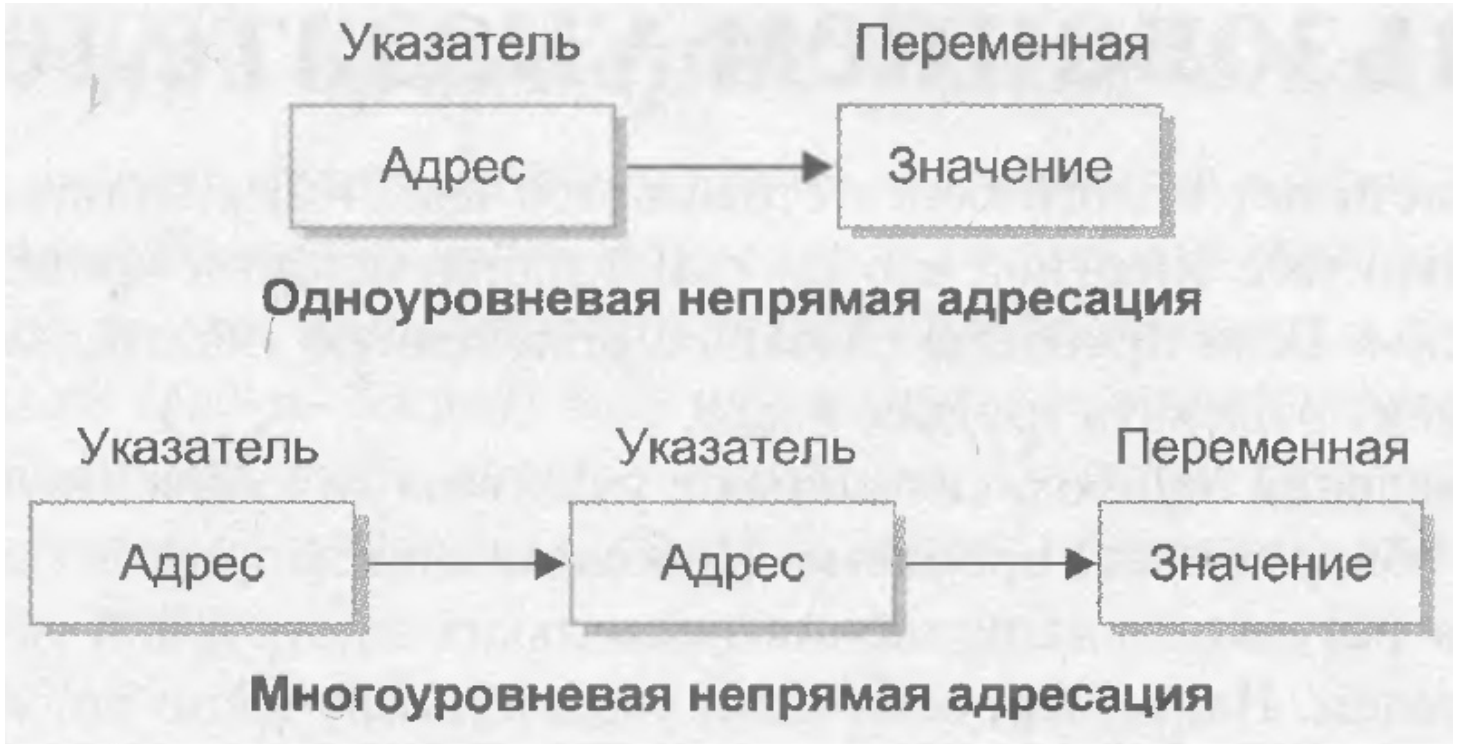 Указатель Переменная
Адрес Значение
Одноуровневая непрямая адресация
Указатель Указатель Переменная
Адрес Адрес Значение
Многоуровневая непрямая адресация